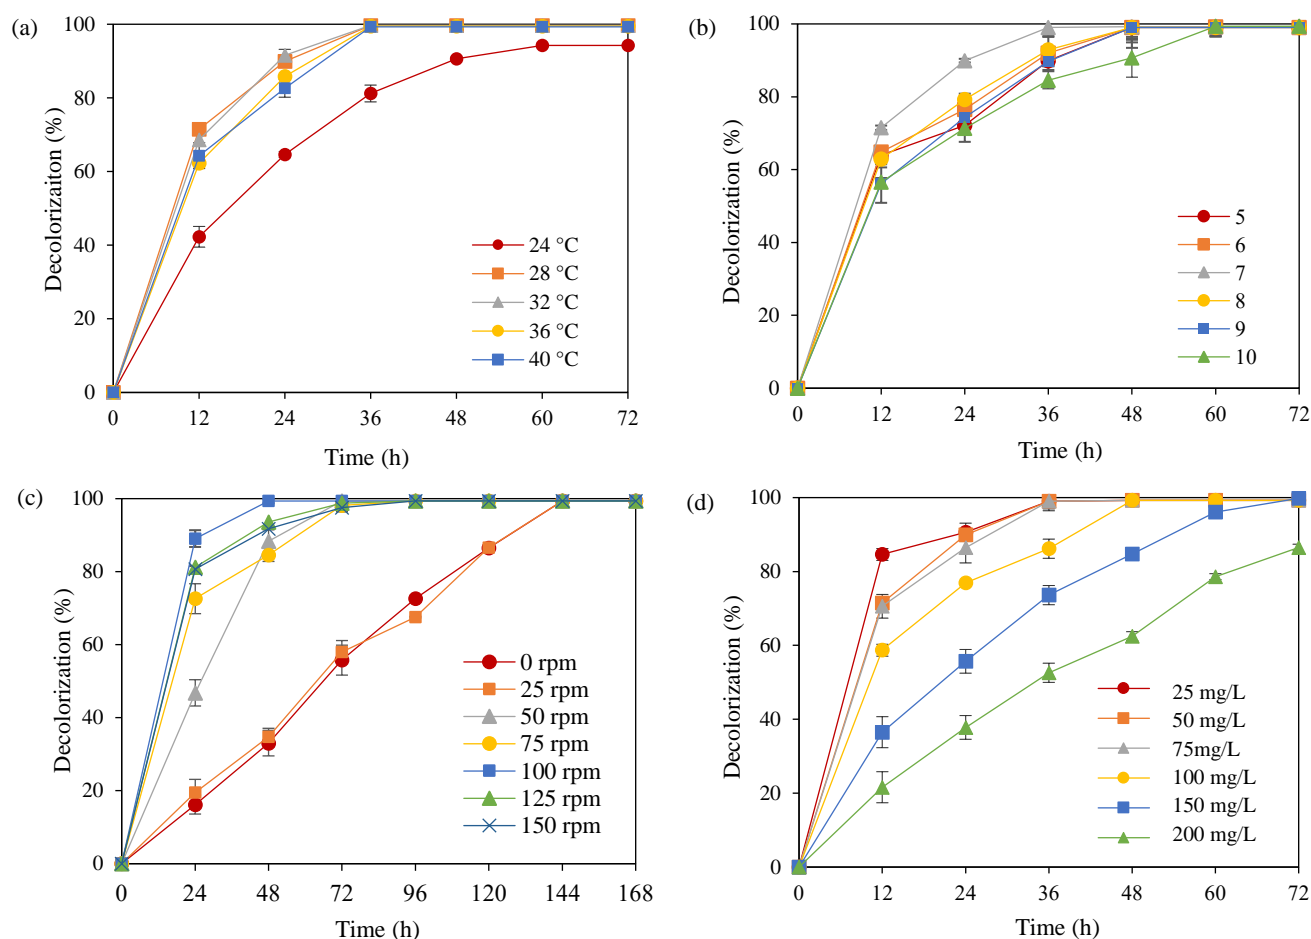 (a)
Decolorizaiton (%)
100
80
60
40
20
0
24 °C
28 °C
32 °C
36 °C
40 °C
0 12 24 36 48 60 72
Time (h)
(b)
Decolorization (%)
100
80
60
40
20
0
5
6
7
8
9
10
0 12 24 36 48 60 72
Time (h)
(c)
Decolorization (%)
100
80
60
40
20
0
0 rpm
25 rpm
50 rpm
75 rpm
100 rpm
125 rpm
150 rpm
0 24 48 72 96 120 144 168
Time (h)
(d)
Decolorization (%)
100
80
60
40
20
0
25 mg/L
50 mg/L
75mg/L
100 mg/L
150 mg/L
200 mg/L
0 12 24 36 48 60 72
Time (h)